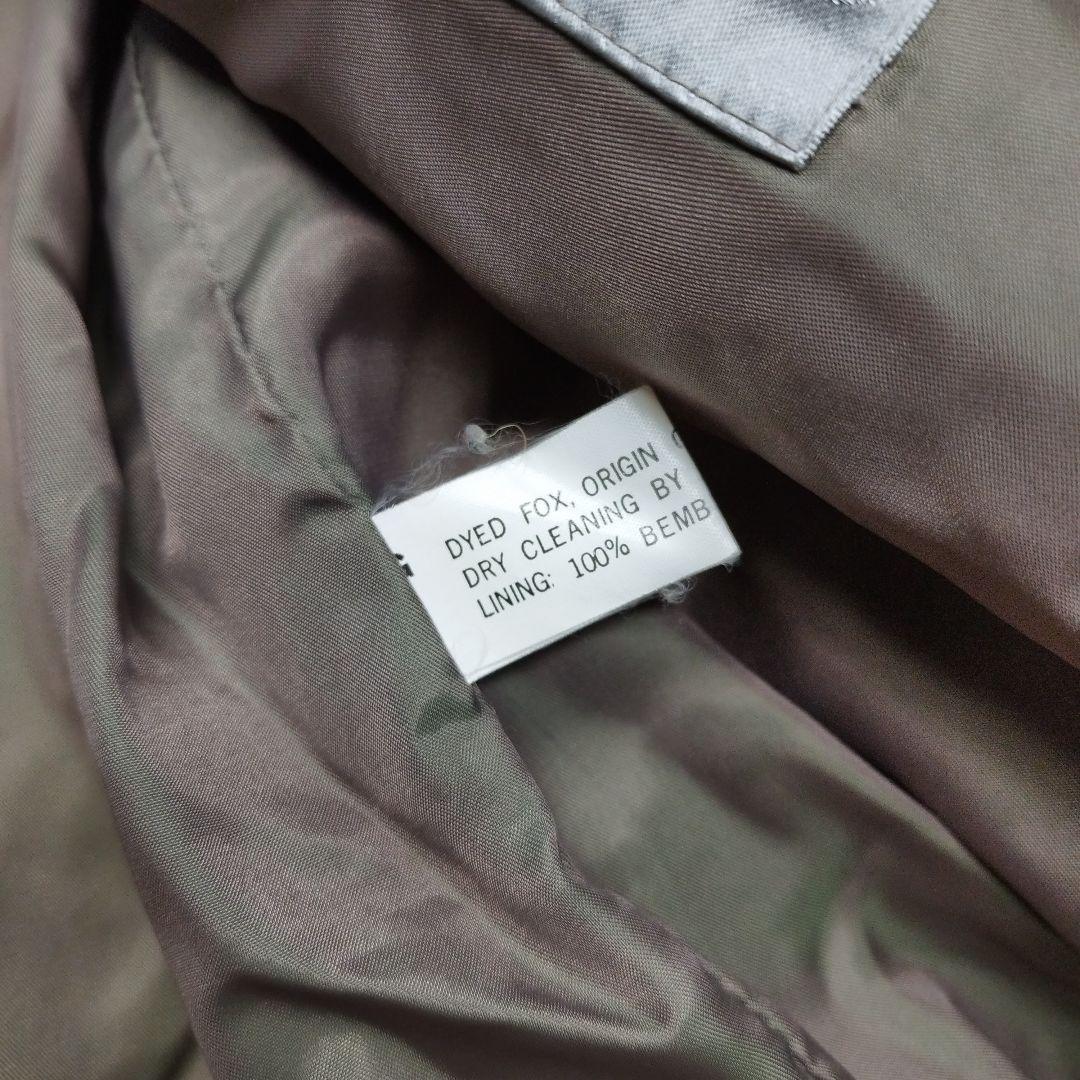 DYED FOX, ORIGIN
DRY CLEANING BY
LINING: 100% BEMB